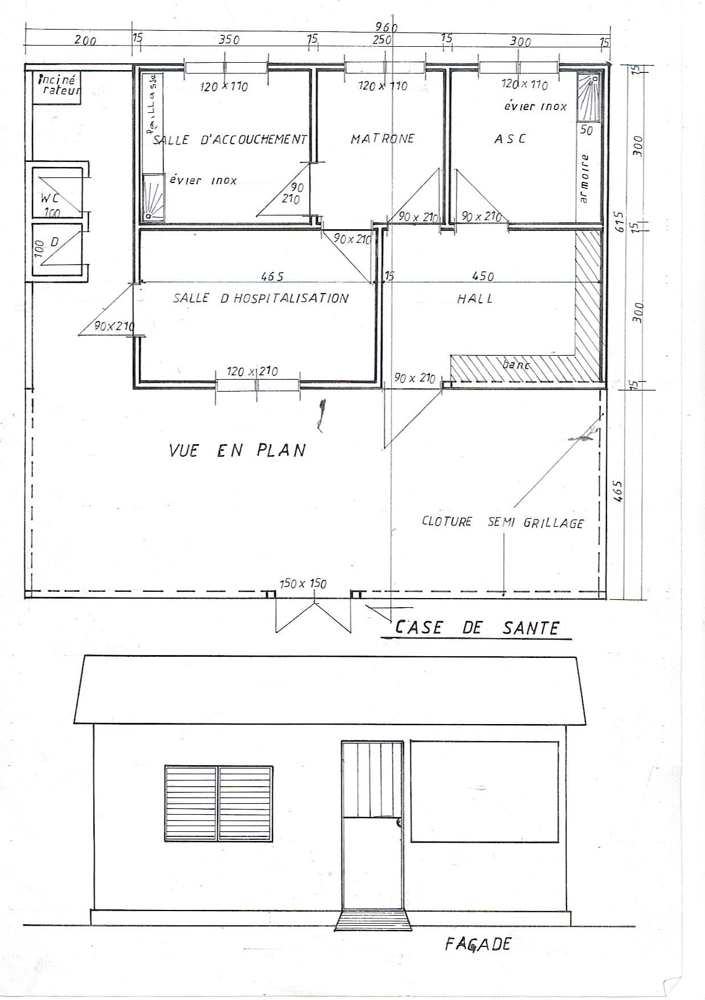 960
200
15
350
15
250
15
300
15
inciné
rateur
PaiLLasse
120 x 110
120 x 110
120 x 110
15
évier inox
50
SALLE D'ACCOUCHEMENT
MATRONE
ASC
300
évier inox
90
210
armoire
WC
100
90 x 210
90 x 210
615
15
100
D
90 x 210
465
15
450
SALLE D HOSPITALISATION
HALL
300
90x210
banc
120 x 210
90 x 210
15
VUE EN PLAN
465
CLOTURE SEMI GRILLAGE
150 x 150
CASE DE SANTE
FAÇADE